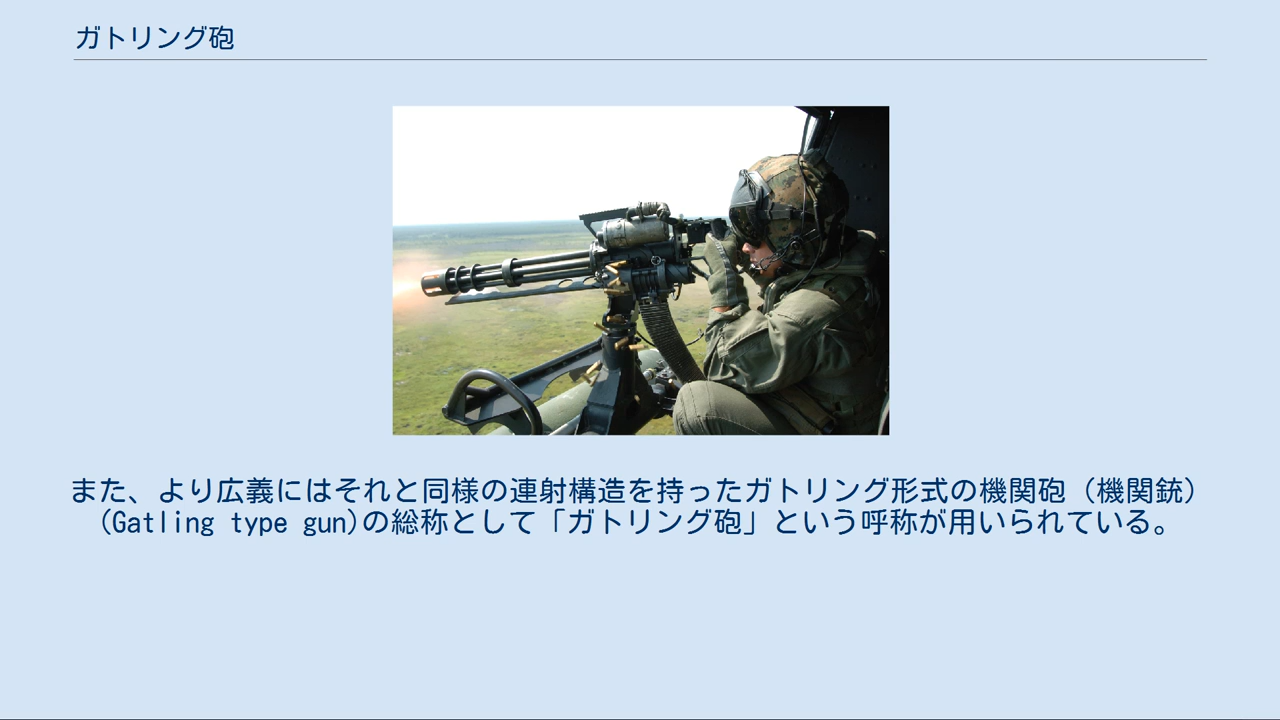 ガトリング砲
また、より広義にはそれと同様の連射構造を持ったガトリング形式の機関砲（機関銃）
(Gatling type gun)の総称として「ガトリング砲」という呼称が用いられている。